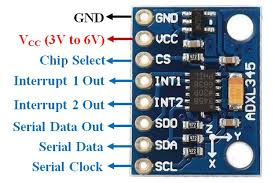 GND GND
V_CC (3V to 6V) VCC
Chip Select CS
Interrupt 1 Out INT1
Interrupt 2 Out INT2
Serial Data Out SDO
Serial Data SDA
Serial Clock SCL
ADXL345
Y
Z
X